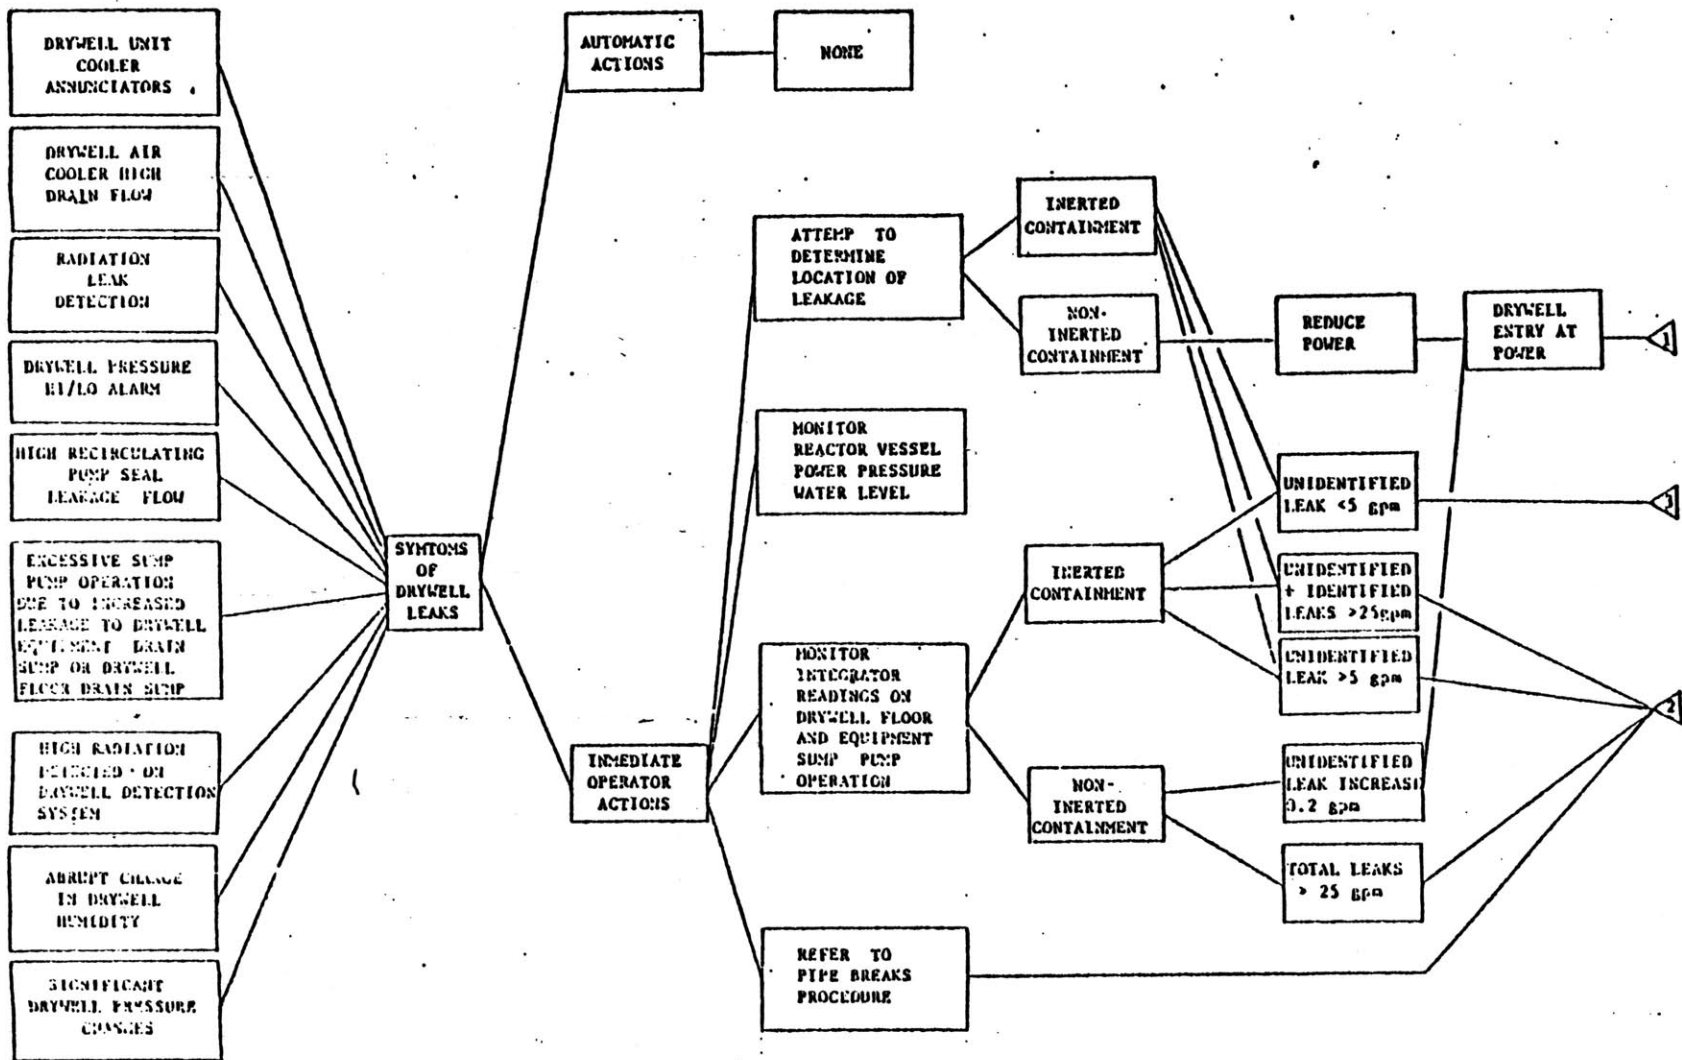 DRYWELL UNIT
COOLER
ANNUNCIATORS
DRYWELL AIR
COOLER HIGH
DRAIN FLOW
RADIATION
LEAK
DETECTION
DRYWELL PRESSURE
HI/LO ALARM
HIGH RECIRCULATING
PUMP SEAL
LEAKAGE FLOW
EXCESSIVE SUMP
PUMP OPERATION
DUE TO INCREASED
LEAKAGE TO DRYWELL
EQUIPMENT DRAIN
SUMP OR DRYWELL
FLOOR DRAIN SUMP
HIGH RADIATION
DETECTED ON
DRYWELL DETECTION
SYSTEM
ABRUPT CHANGE
IN DRYWELL
HUMIDITY
SIGNIFICANT
DRYWELL PRESSURE
CHANGES
SYMTOMS
OF
DRYWELL
LEAKS
AUTOMATIC
ACTIONS
NONE
INMEDIATE
OPERATOR
ACTIONS
ATTEMP TO
DETERMINE
LOCATION OF
LEAKAGE
MONITOR
REACTOR VESSEL
POWER PRESSURE
WATER LEVEL
MONITOR
INTEGRATOR
READINGS ON
DRYWELL FLOOR
AND EQUIPMENT
SUMP PUMP
OPERATION
REFER TO
PIPE BREAKS
PROCEDURE
INERTED
CONTAINMENT
NON-
INERTED
CONTAINMENT
INERTED
CONTAINMENT
NON-
INERTED
CONTAINMENT
REDUCE
POWER
DRYWELL
ENTRY AT
POWER
1
UNIDENTIFIED
LEAK <5 gpm
3
UNIDENTIFIED
+ IDENTIFIED
LEAKS >25gpm
UNIDENTIFIED
LEAK >5 gpm
2
UNIDENTIFIED
LEAK INCREASE
0.2 gpm
TOTAL LEAKS
> 25 gpm